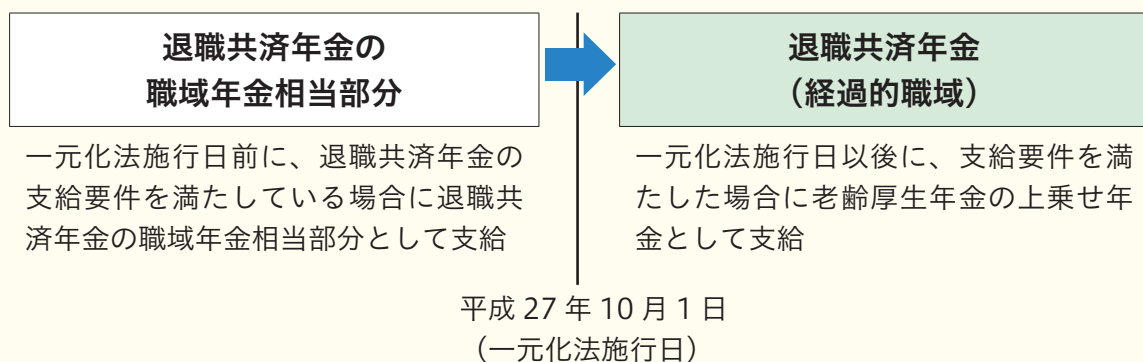 退職共済年金の
職域年金相当部分
一元化法施行日前に、退職共済年金の
支給要件を満たしている場合に退職共
済年金の職域年金相当部分として支給
退職共済年金
（経過的職域）
一元化法施行日以後に、支給要件を満
たした場合に老齢厚生年金の上乗せ年
金として支給
平成 27 年 10 月 1 日
（一元化法施行日）